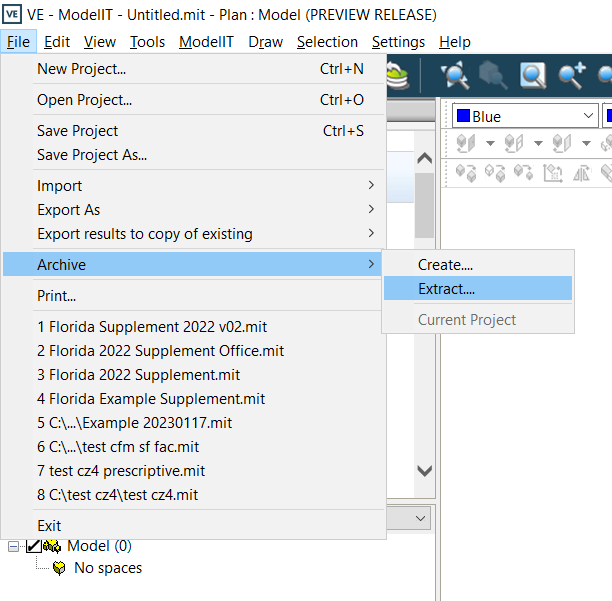 VE VE - ModelIT - Untitled.mit - Plan : Model (PREVIEW RELEASE)
File Edit View Tools ModelIT Draw Selection Settings Help
New Project... Ctrl+N
Open Project... Ctrl+O
Save Project Ctrl+S
Save Project As...
Import
Export As
Export results to copy of existing
Archive
Print...
1 Florida Supplement 2022 v02.mit
2 Florida 2022 Supplement Office.mit
3 Florida 2022 Supplement.mit
4 Florida Example Supplement.mit
5 C:\...\Example 20230117.mit
6 C:\...\test cfm sf fac.mit
7 test cz4 prescriptive.mit
8 C:\test cz4\test cz4.mit
Exit
Create....
Extract....
Current Project
Blue
Model (0)
No spaces